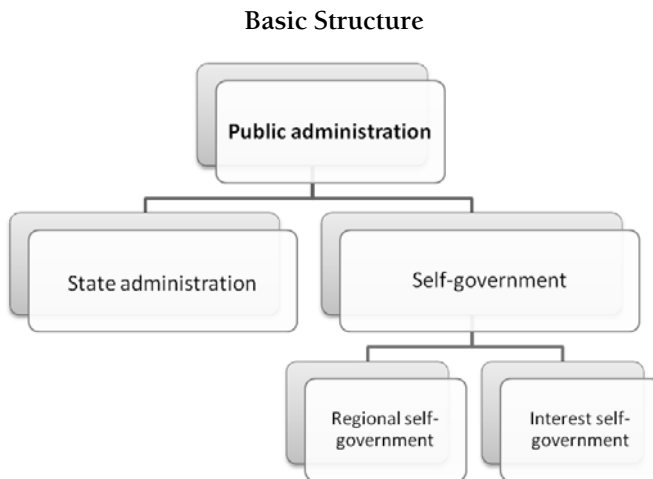 Basic Structure
Public administration
State administration
Self-government
Regional self-
government
Interest self-
government